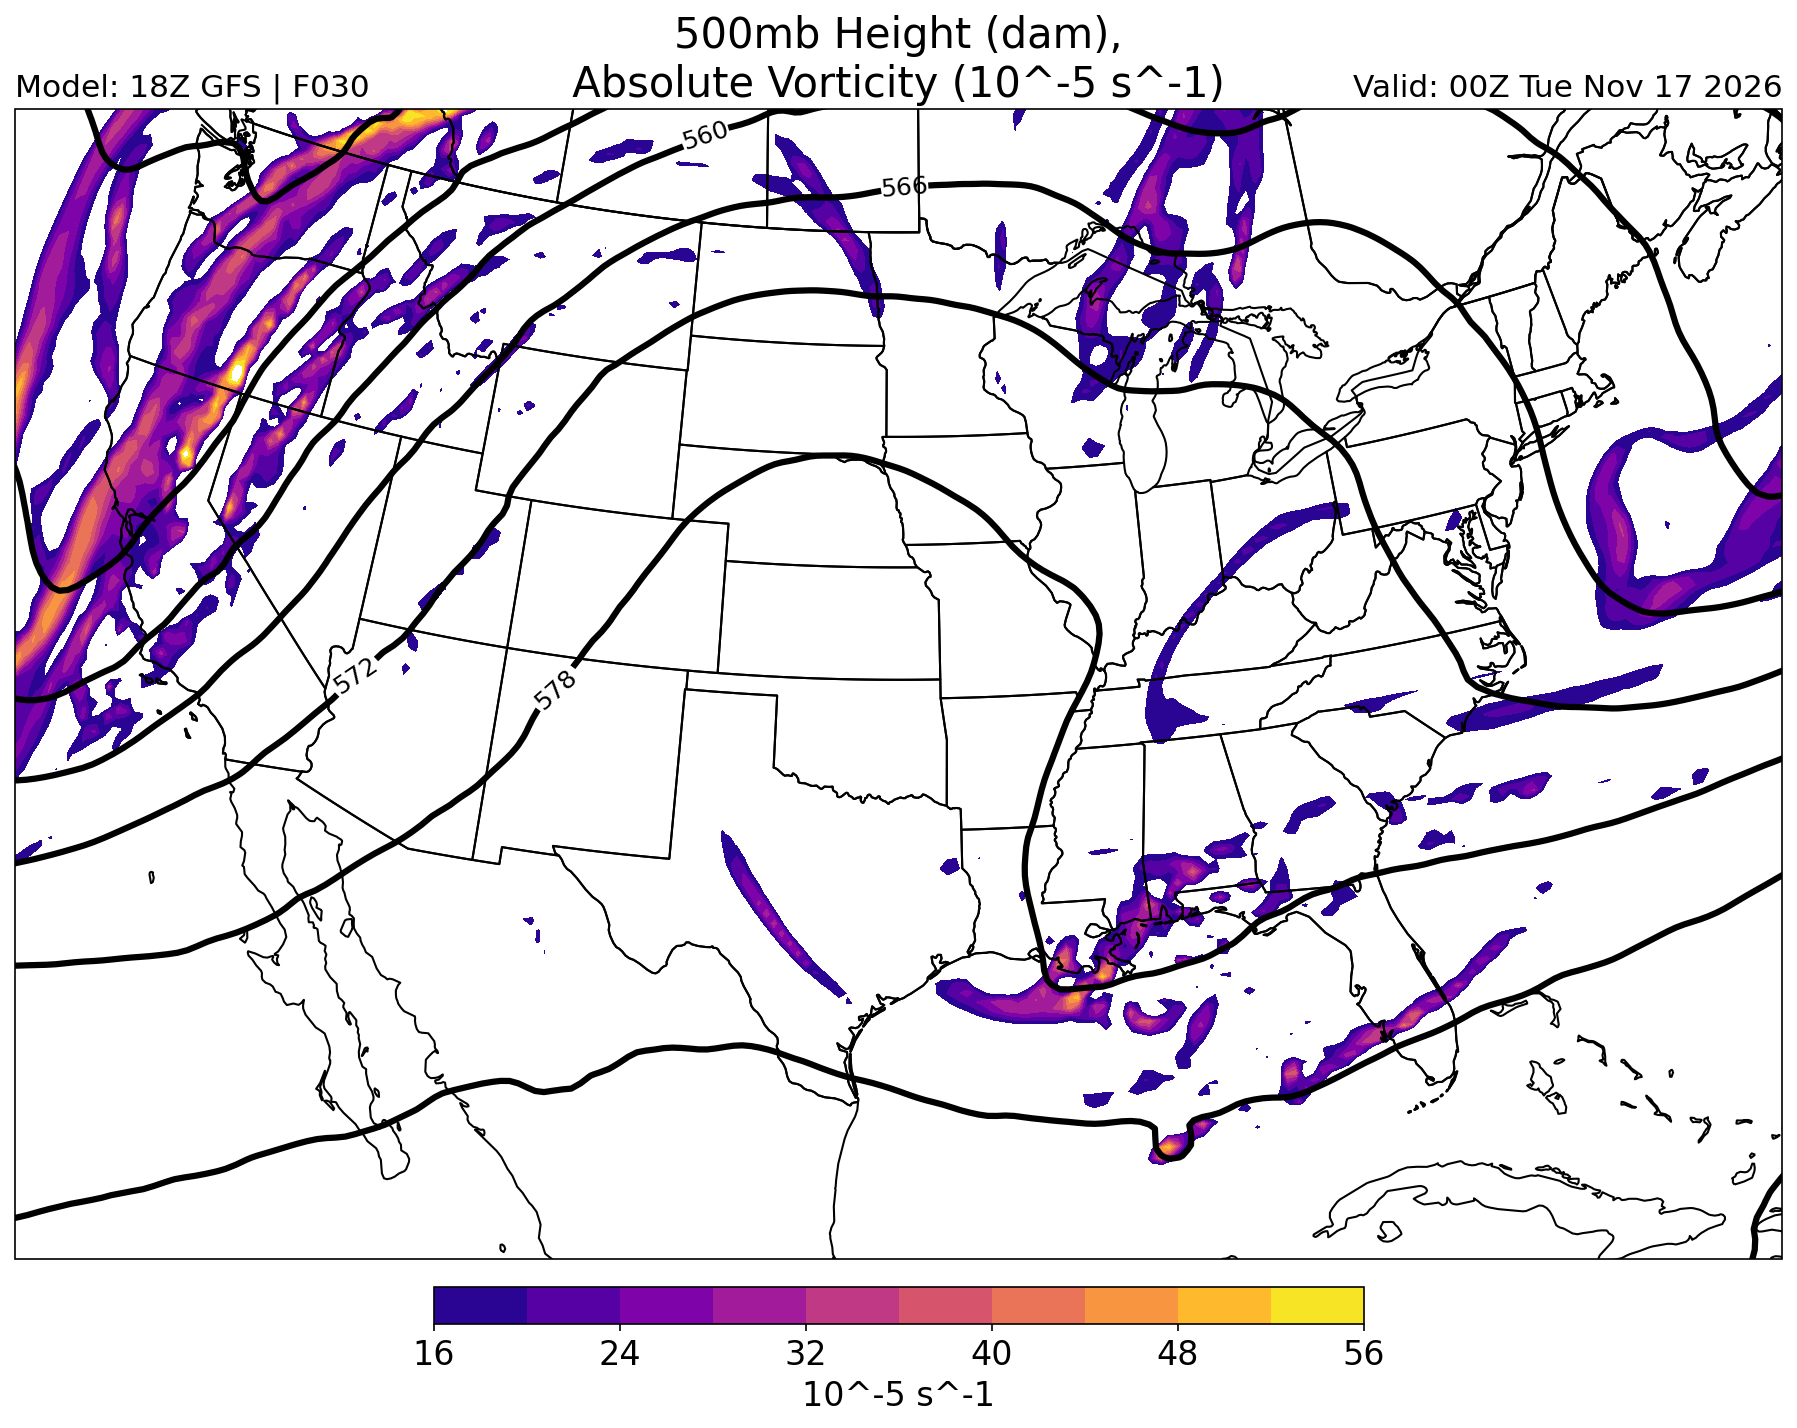 500mb Height (dam),
Model: 18Z GFS | F030
Absolute Vorticity (10^-5 s^-1)
Valid: 00Z Tue Nov 17 2026
560
566
572
578
16 24 32 40 48 56
10^-5 s^-1